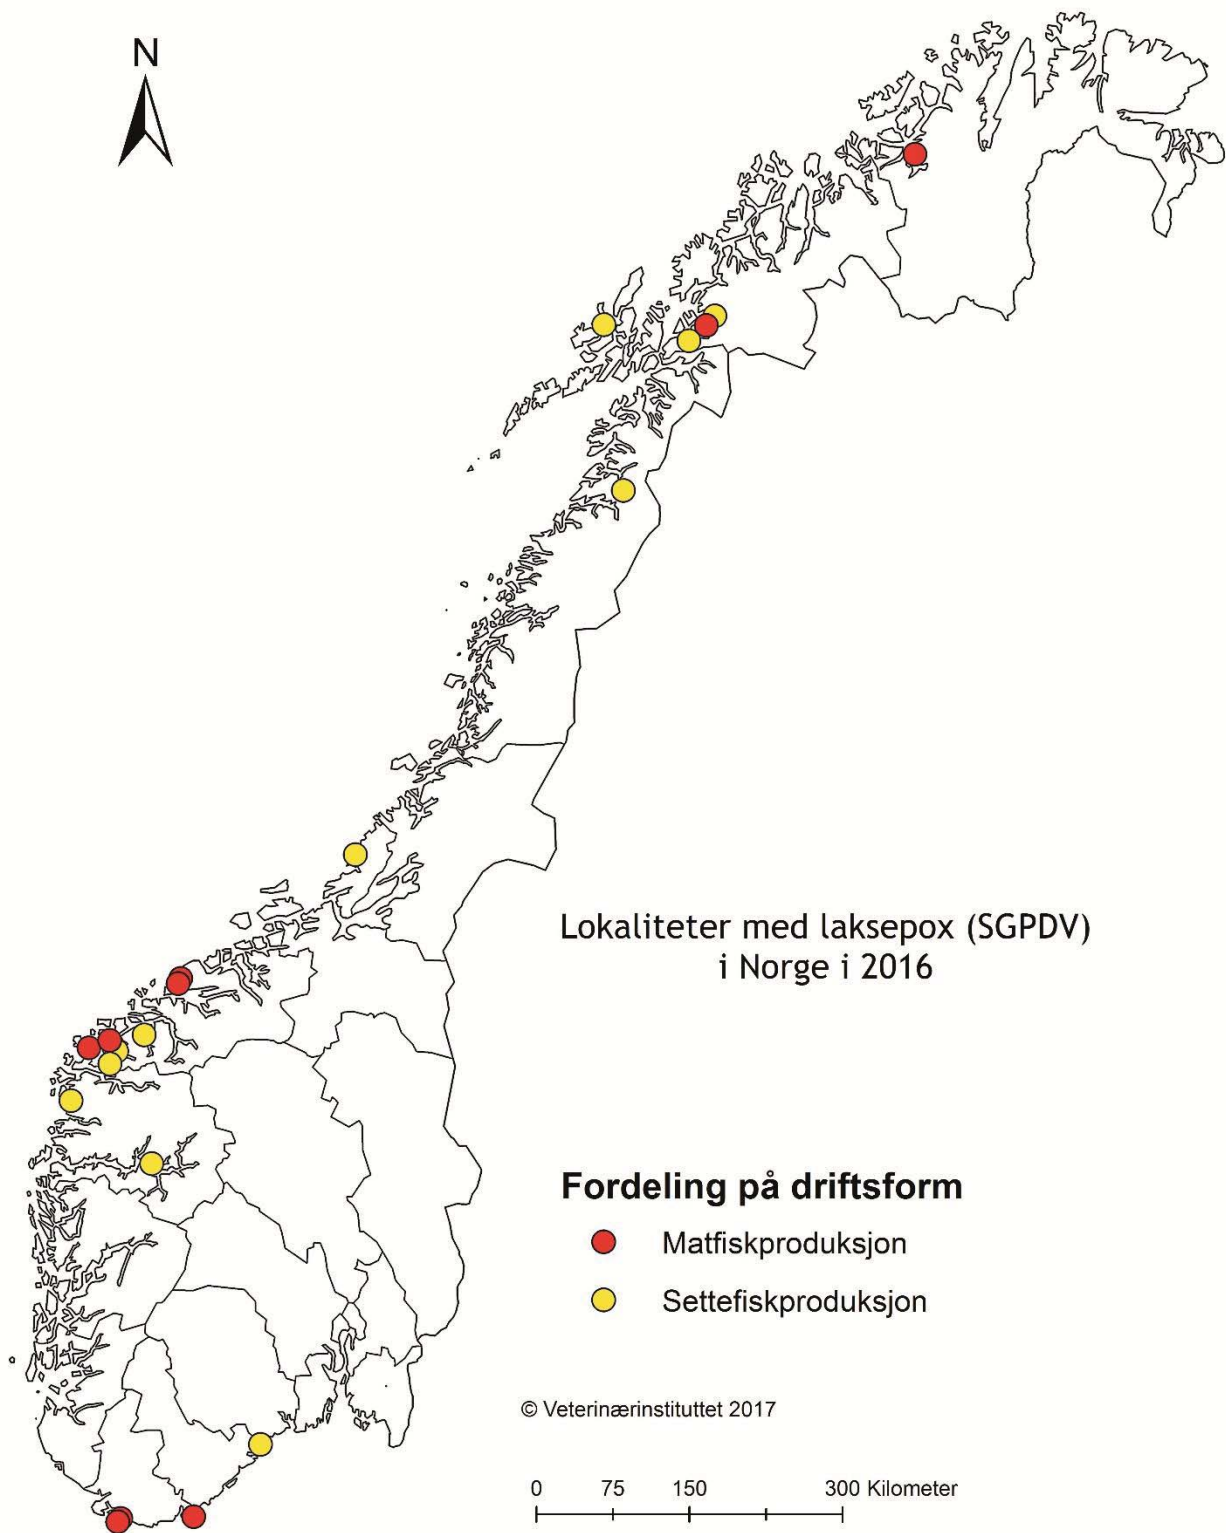 N
Lokaliteter med laksepox (SGPDV)
i Norge i 2016
Fordeling på driftsform
Matfiskproduksjon
Settefiskproduksjon
© Veterinærinstituttet 2017
0 75 150 300 Kilometer